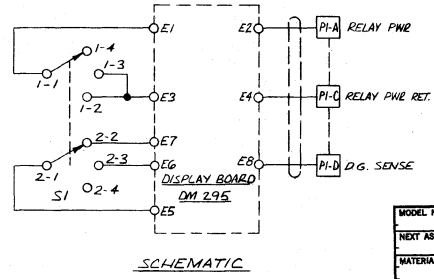 E1
E2
P1-A
RELAY PWR
1-4
1-3
1-1
1-2
E3
E4
P1-C
RELAY PWR RET.
2-2
E7
2-3
E6
E8
P1-D
D.G. SENSE
2-1
DISPLAY BOARD
2-4
DM 295
S1
E5
SCHEMATIC
MODEL
NEXT AS
MATERIA